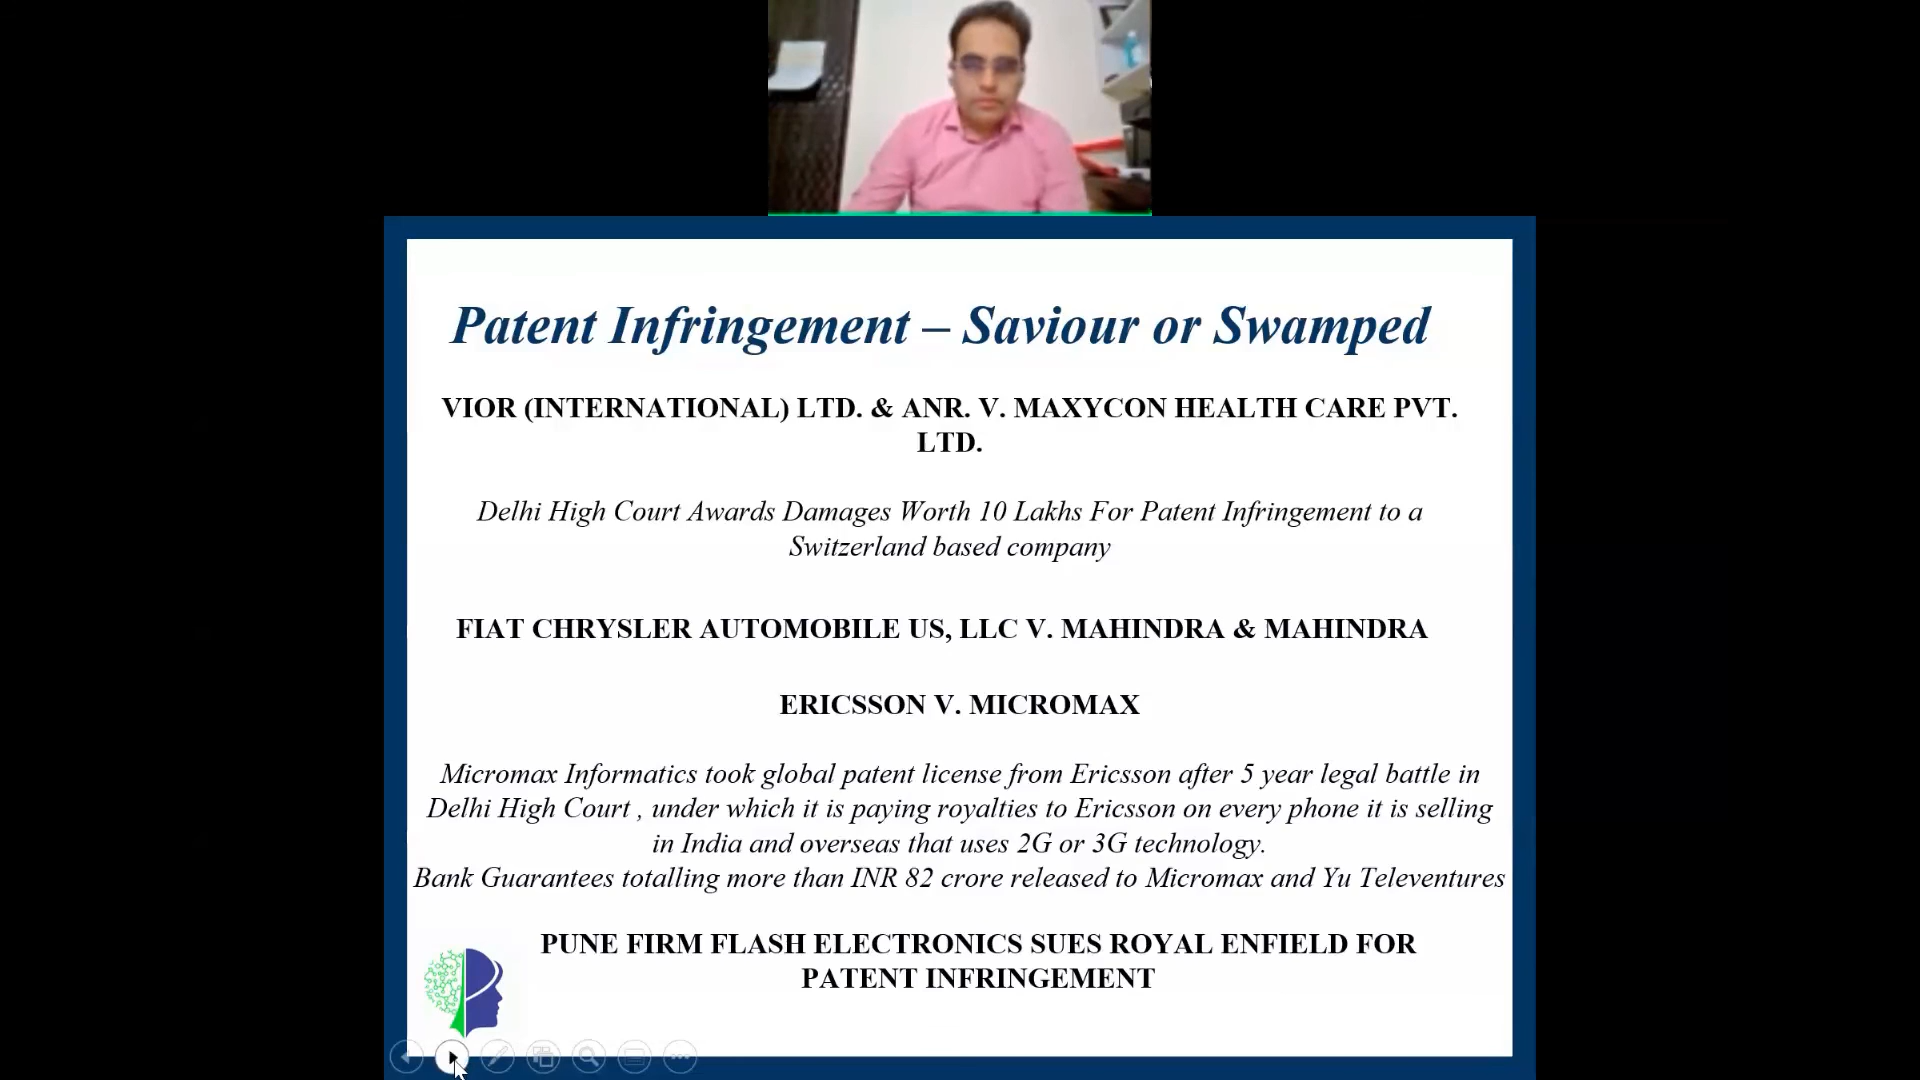 Patent Infringement – Saviour or Swamped
VIOR (INTERNATIONAL) LTD. & ANR. V. MAXYCON HEALTH CARE PVT.
LTD.
Delhi High Court Awards Damages Worth 10 Lakhs For Patent Infringement to a
Switzerland based company
FIAT CHRYSLER AUTOMOBILE US, LLC V. MAHINDRA & MAHINDRA
ERICSSON V. MICROMAX
Micromax Informatics took global patent license from Ericsson after 5 year legal battle in
Delhi High Court , under which it is paying royalties to Ericsson on every phone it is selling
in India and overseas that uses 2G or 3G technology.
Bank Guarantees totalling more than INR 82 crore released to Micromax and Yu Televentures
PUNE FIRM FLASH ELECTRONICS SUES ROYAL ENFIELD FOR
PATENT INFRINGEMENT